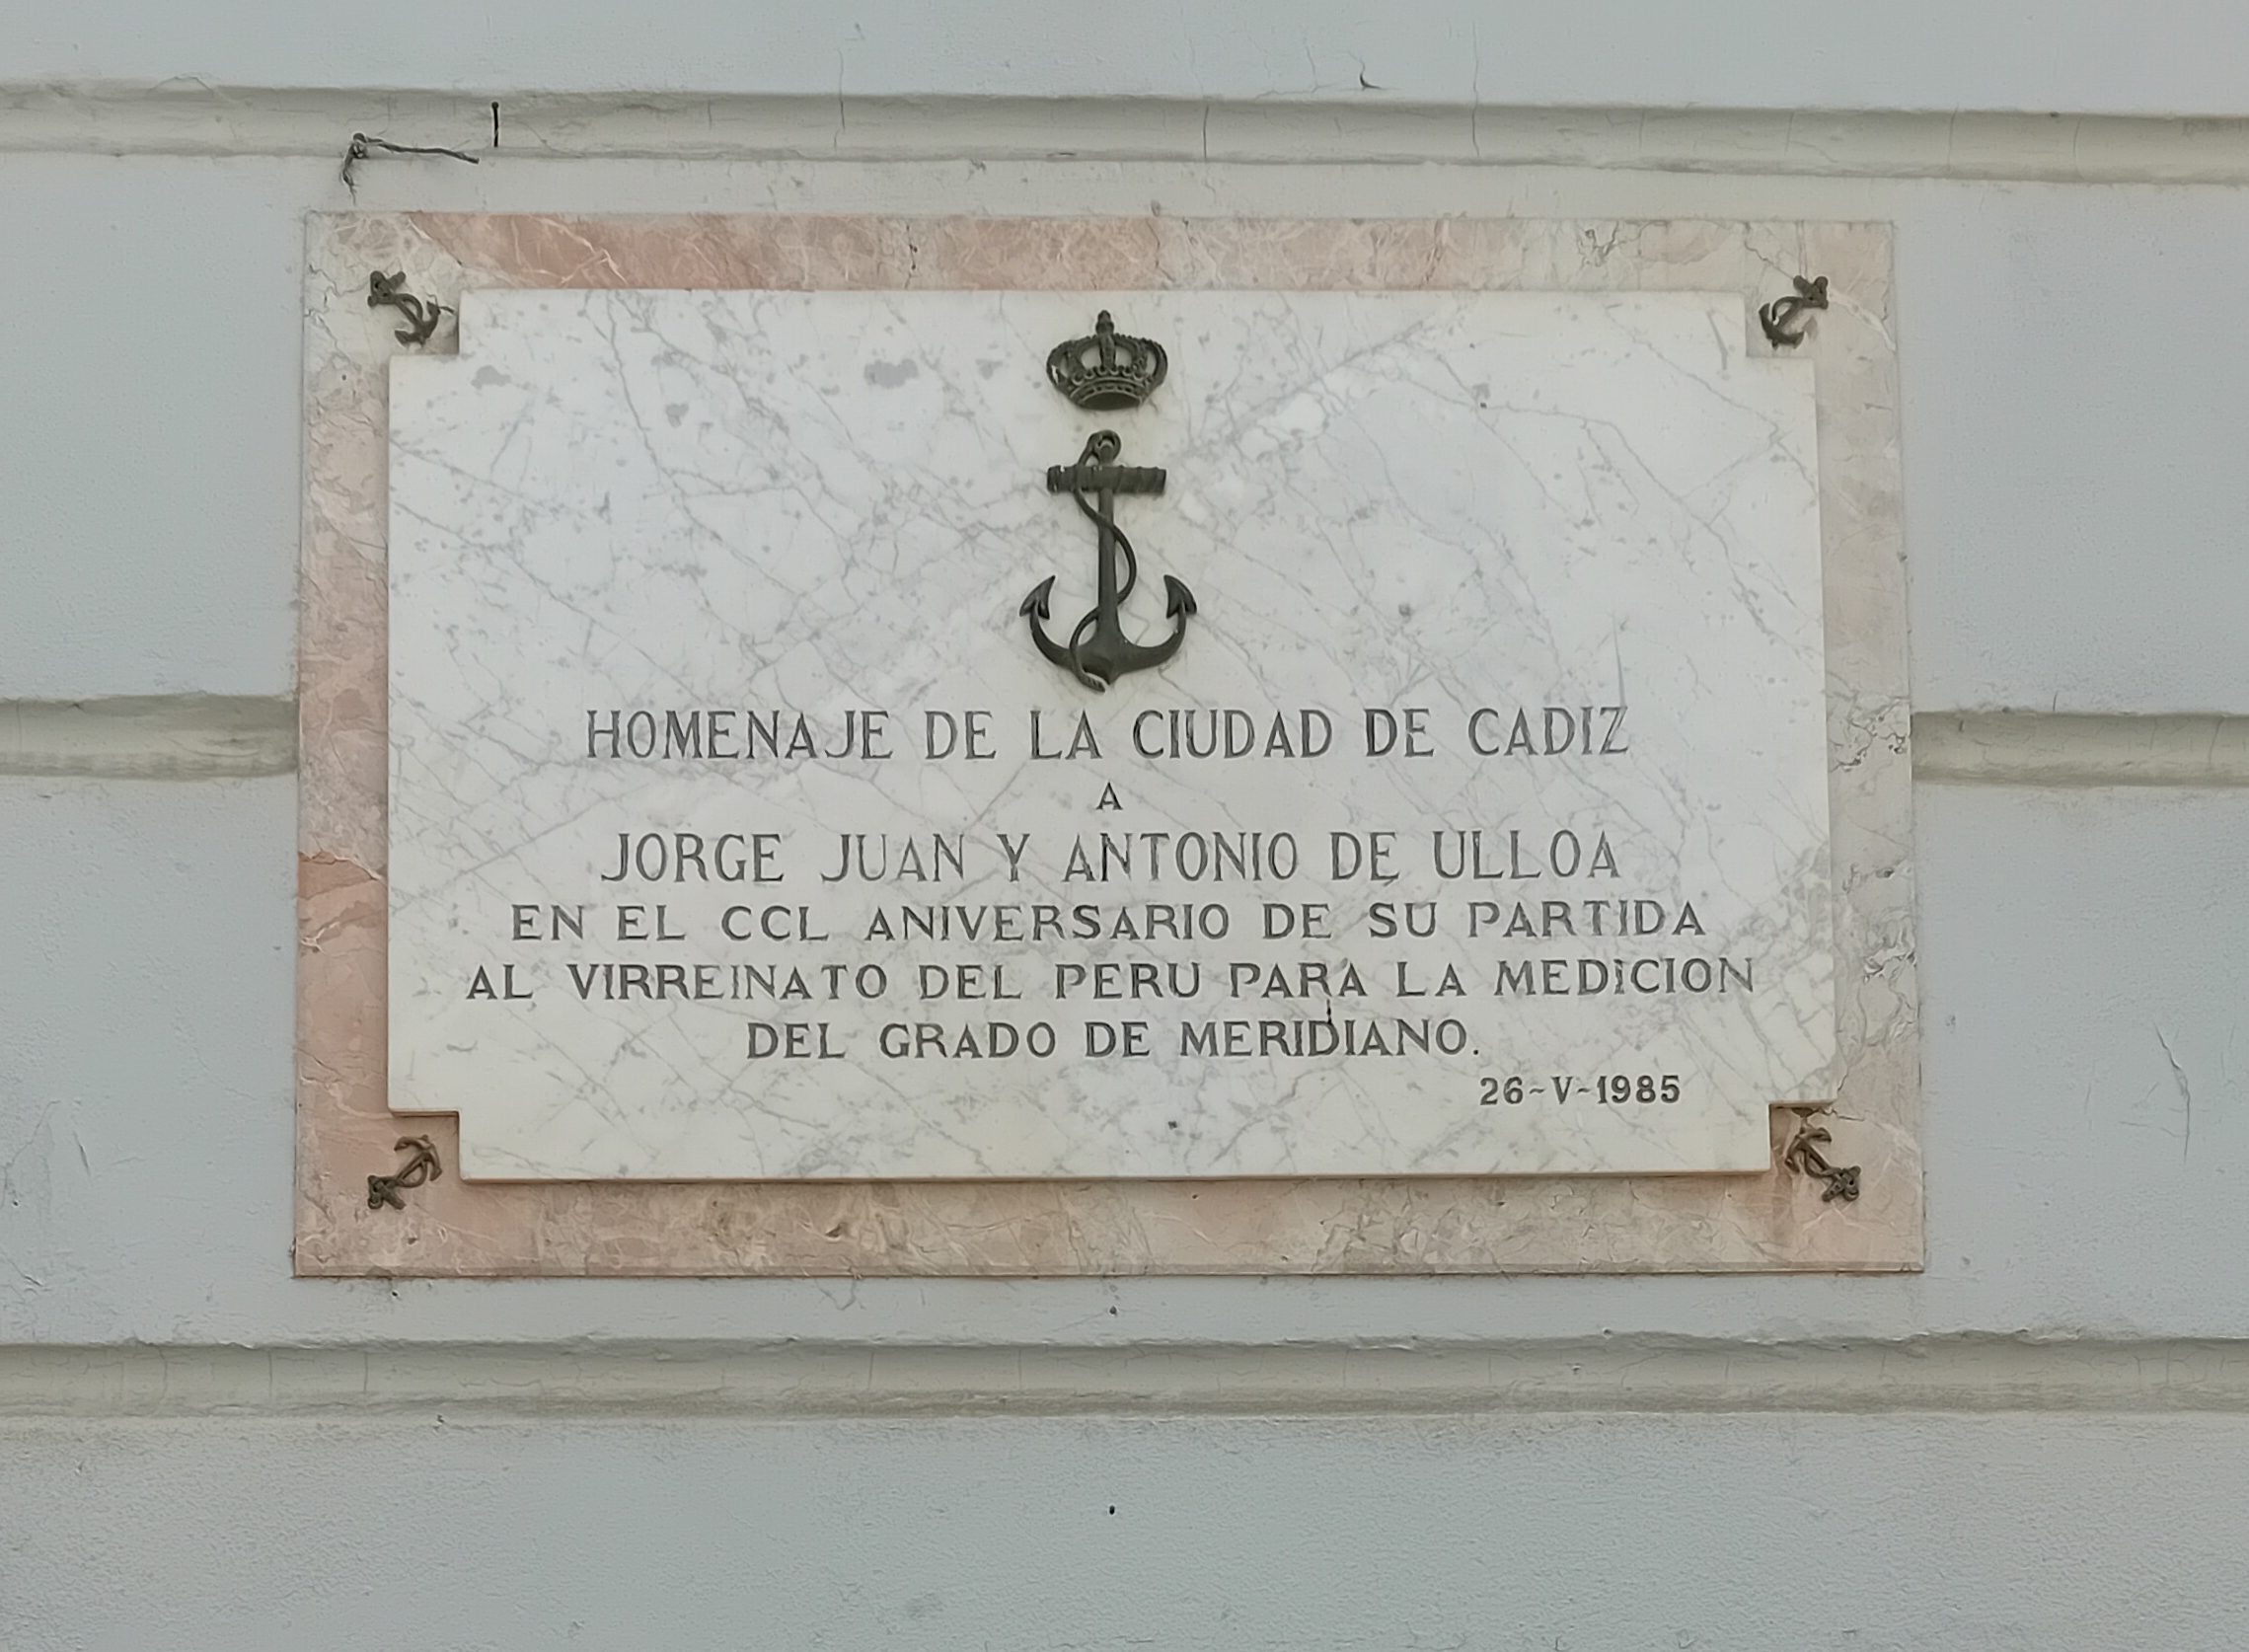 HOMENAJE DE LA CIUDAD DE CADIZ
A
JORGE JUAN Y ANTONIO DE ULLOA
EN EL CCL ANIVERSARIO DE SU PARTIDA
AL VIRREINATO DEL PERU PARA LA MEDICION
DEL GRADO DE MERIDIANO.
26-V-1985